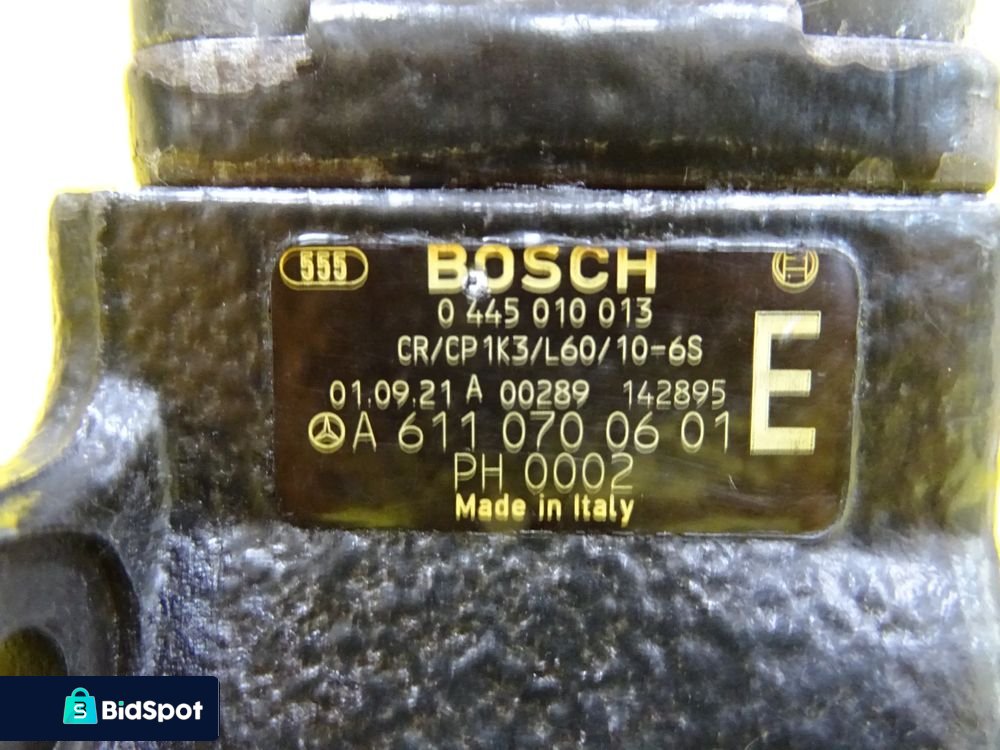 555 BOSCH
0 445 010 013
CR/CP1K3/L60/10-6S
E
01.09.21 A 00289 142895
A 611 070 06 01
PH 0002
Made in Italy
BidSpot